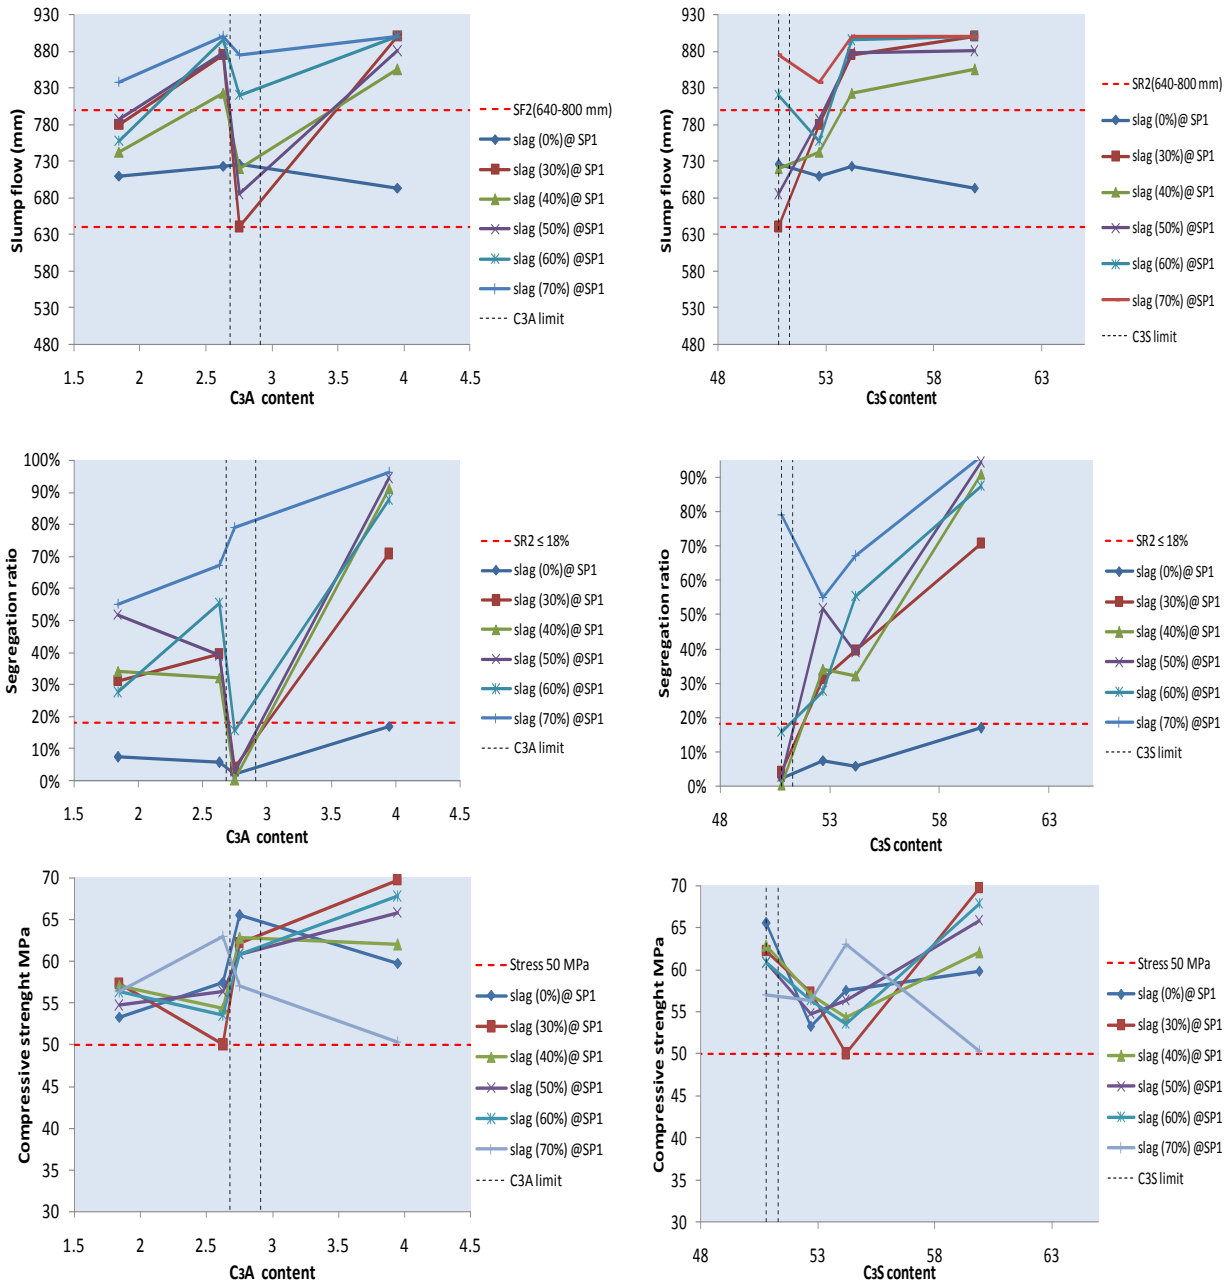 930
880
830
780
730
680
630
580
530
480
Slump flow (mm)
1.5 2 2.5 3 3.5 4 4.5
C3A content
SF2(640-800 mm)
slag (0%)@ SP1
slag (30%)@ SP1
slag (40%)@ SP1
slag (50%) @SP1
slag (60%) @SP1
slag (70%) @SP1
C3A limit
930
880
830
780
730
680
630
580
530
480
Slump flow (mm)
48 53 58 63
C3S content
SR2(640-800 mm)
slag (0%)@ SP1
slag (30%)@ SP1
slag (40%)@ SP1
slag (50%) @SP1
slag (60%) @SP1
slag (70%) @SP1
C3S limit
100%
90%
80%
70%
60%
50%
40%
30%
20%
10%
0%
Segregation ratio
1.5 2 2.5 3 3.5 4 4.5
C3A content
SR2 ≤ 18%
slag (0%)@ SP1
slag (30%)@ SP1
slag (40%)@ SP1
slag (50%) @SP1
slag (60%) @SP1
slag (70%) @SP1
C3A limit
90%
80%
70%
60%
50%
40%
30%
20%
10%
0%
Segregation ratio
48 53 58 63
C3S content
SR2 ≤ 18%
slag (0%)@ SP1
slag (30%)@ SP1
slag (40%)@ SP1
slag (50%) @SP1
slag (60%) @SP1
slag (70%) @SP1
C3S limit
70
65
60
55
50
45
40
35
30
Compressive strenght MPa
1.5 2 2.5 3 3.5 4 4.5
C3A content
Stress 50 MPa
slag (0%)@ SP1
slag (30%)@ SP1
slag (40%)@ SP1
slag (50%) @SP1
slag (60%) @SP1
slag (70%) @SP1
C3A limit
70
65
60
55
50
45
40
35
30
Compressive strenght MPa
48 53 58 63
C3S content
Stress 50 MPa
slag (0%)@ SP1
slag (30%)@ SP1
slag (40%)@ SP1
slag (50%) @SP1
slag (60%) @SP1
slag (70%) @SP1
C3S limit